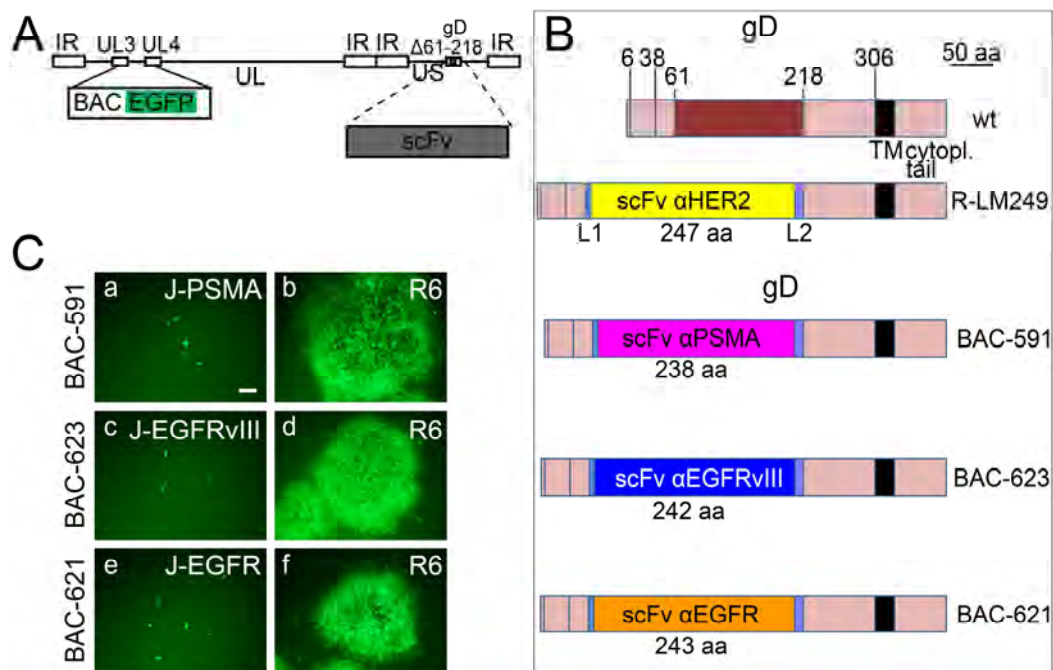 A
IR UL3 UL4 IR IR gD IR
Δ61-218
UL US
BAC EGFP
scFv
B
gD
6 38 61 218 306 50 aa
wt
TM cytopl.
tail
scFv αHER2 R-LM249
L1 247 aa L2
gD
scFv αPSMA BAC-591
238 aa
scFv αEGFRvIII BAC-623
242 aa
scFv αEGFR BAC-621
243 aa
C
BAC-591
a J-PSMA b R6
BAC-623
c J-EGFRvIII d R6
BAC-621
e J-EGFR f R6